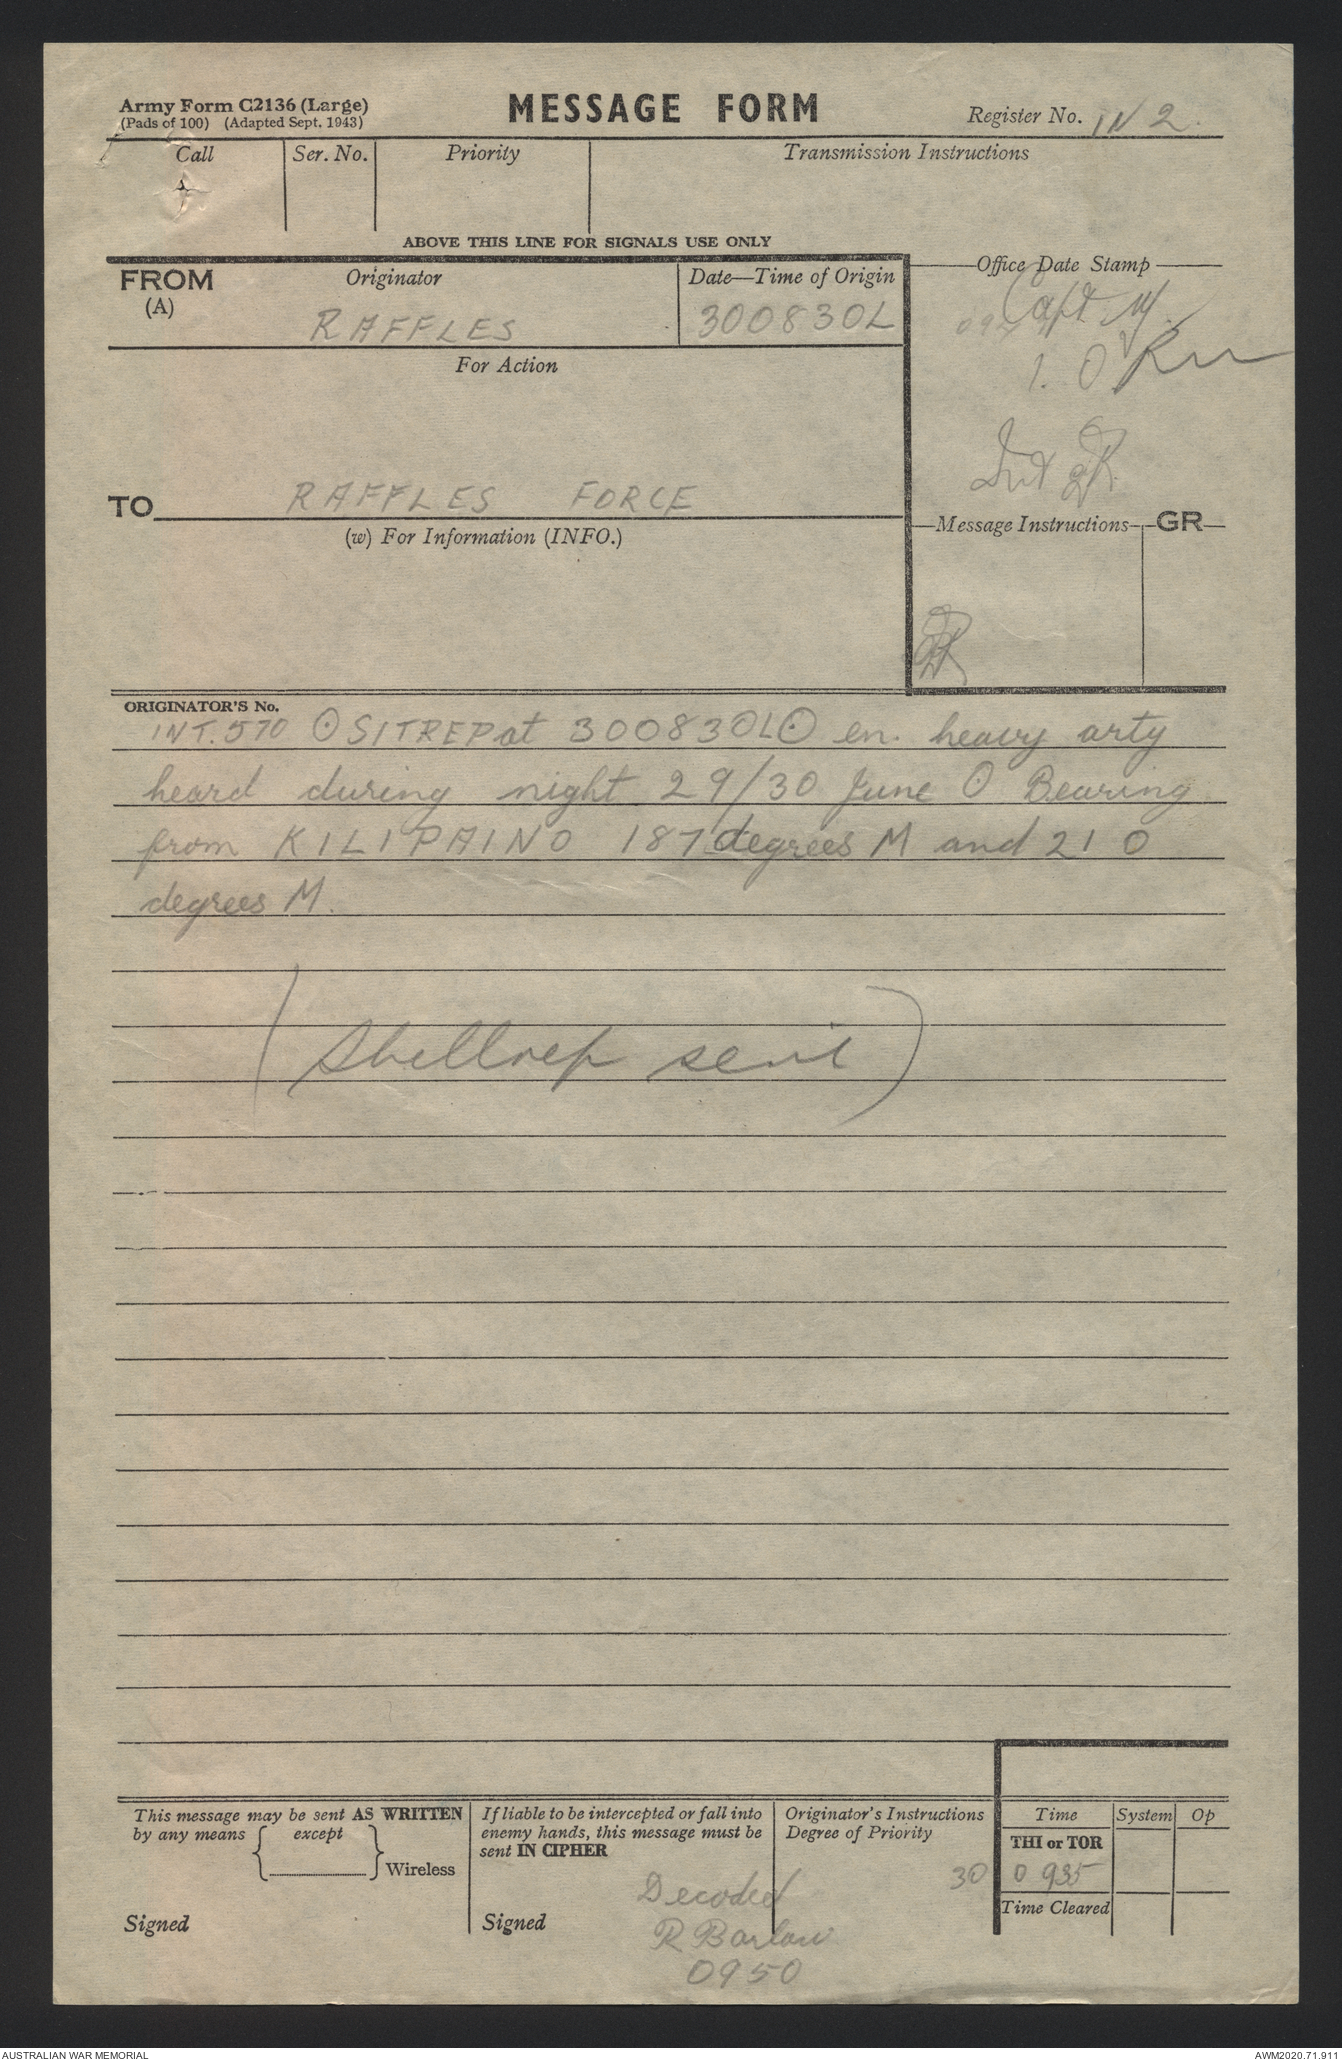 Army Form C2136 (Large)
(Pads of 100) (Adapted Sept. 1943)
MESSAGE FORM
Register No. IN 2.
Call
Ser. No.
Priority
Transmission Instructions
ABOVE THIS LINE FOR SIGNALS USE ONLY
FROM
(A)
Originator
RAFFLES
Date—Time of Origin
300830L
Office Date Stamp
Capt
I.O
For Action
TO RAFFLES FORCE
(w) For Information (INFO.)
Int
Message Instructions
GR
ORIGINATOR'S No.
INT.570 ⊙ SITREP at 300830L ⊙ en. heavy arty
heard during night 29/30 June ⊙ Bearing
from KILIPAINO 187 degrees M and 210
degrees M.
(Shellrep sent)
This message may be sent AS WRITTEN
by any means { except }
Wireless
Signed
If liable to be intercepted or fall into
enemy hands, this message must be
sent IN CIPHER
Signed
Decoded
R Barlow
0950
Originator's Instructions
Degree of Priority
30
Time
System
Op
THI or TOR
0935
Time Cleared
AUSTRALIAN WAR MEMORIAL
AWM2020.71.911